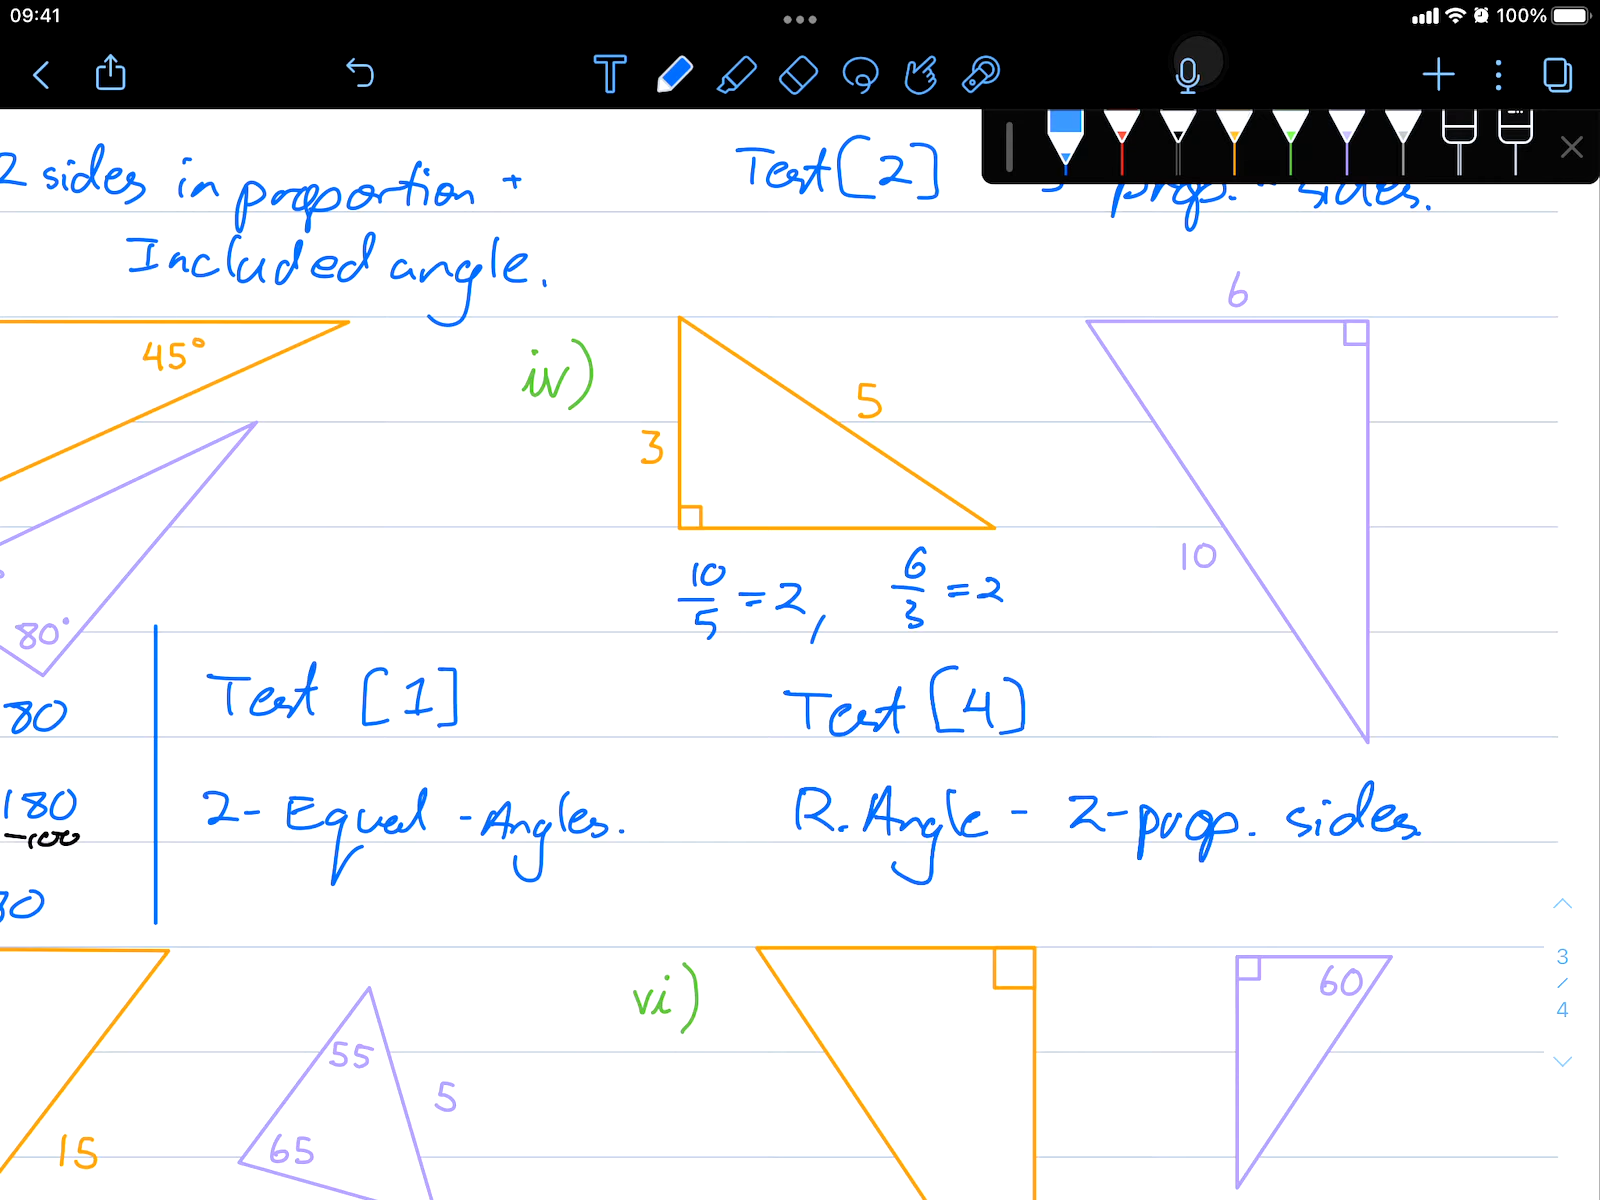 09:41
100%
2 sides in proportion +
Included angle.
Test [2]
prop. - sides.
45°
iv)
3
5
6
10
80°
10/5 = 2, 6/3 = 2
80
180
-100
Test [1]
2 - Equal - Angles.
Test [4]
R. Angle - 2 - prop. sides
3
/
4
15
55
5
65
vi)
60